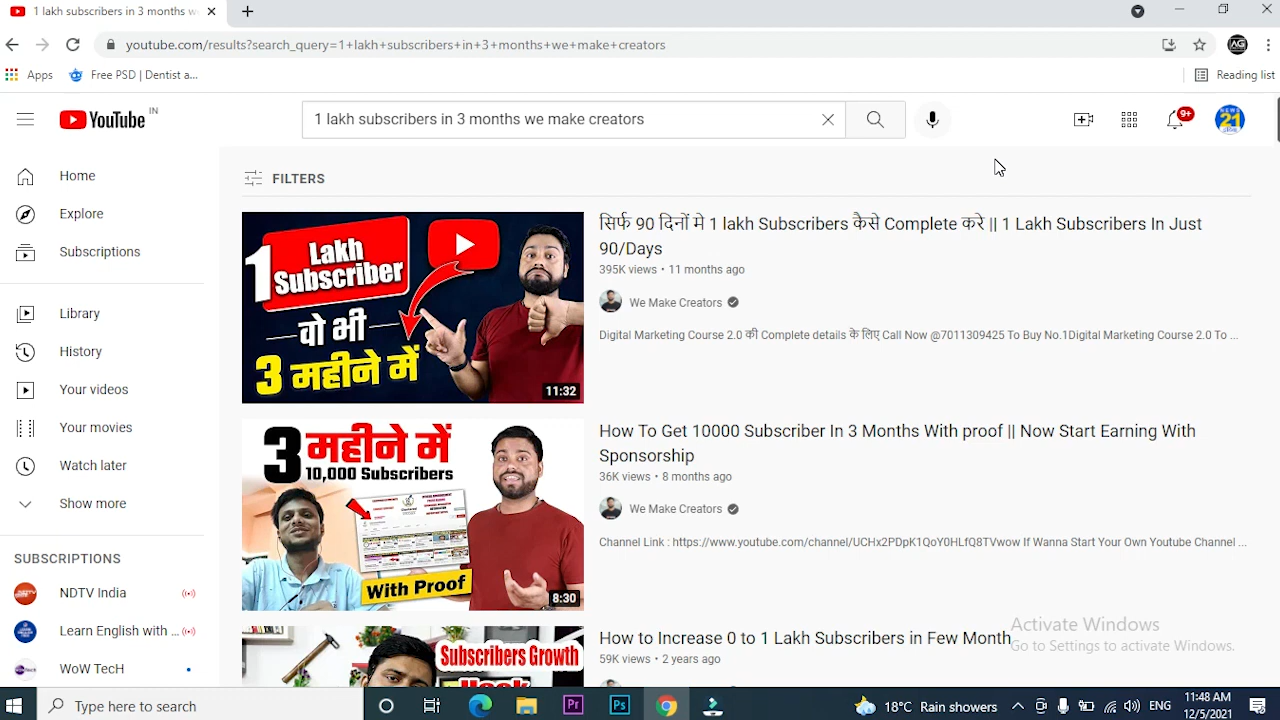 1 lakh subscribers in 3 months w
youtube.com/results?search_query=1+lakh+subscribers+in+3+months+we+make+creators
AG
Apps
Free PSD | Dentist a...
Reading list
YouTube IN
1 lakh subscribers in 3 months we make creators
9+
NEWS 21
Home
Explore
Subscriptions
Library
History
Your videos
Your movies
Watch later
Show more
SUBSCRIPTIONS
NDTV India
Learn English with ...
WoW TecH
FILTERS
1 Lakh
Subscriber
वो भी
3 महीने में
11:32
सिर्फ 90 दिनों मे 1 lakh Subscribers कैसे Complete करे || 1 Lakh Subscribers In Just
90/Days
395K views • 11 months ago
We Make Creators
Digital Marketing Course 2.0 की Complete details के लिए Call Now @7011309425 To Buy No.1Digital Marketing Course 2.0 To ...
3 महीने में
10,000 Subscribers
With Proof
8:30
How To Get 10000 Subscriber In 3 Months With proof || Now Start Earning With
Sponsorship
36K views • 8 months ago
We Make Creators
Channel Link : https://www.youtube.com/channel/UCHx2PDpK1QoY0HLfQ8TVwow If Wanna Start Your Own Youtube Channel ...
Subscribers Growth
How to Increase 0 to 1 Lakh Subscribers in Few Month
59K views • 2 years ago
Activate Windows
Go to Settings to activate Windows.
Type here to search
Pr
Ps
18°C Rain showers
ENG
11:48 AM
12/5/2021